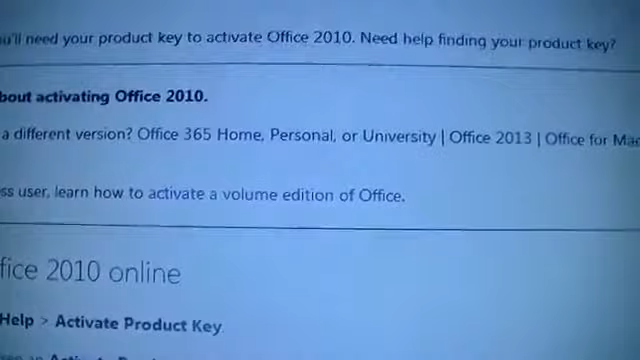 u'll need your product key to activate Office 2010. Need help finding your product key?
bout activating Office 2010.
a different version? Office 365 Home, Personal, or University | Office 2013 | Office for Mac
ss user, learn how to activate a volume edition of Office.
fice 2010 online
Help > Activate Product Key